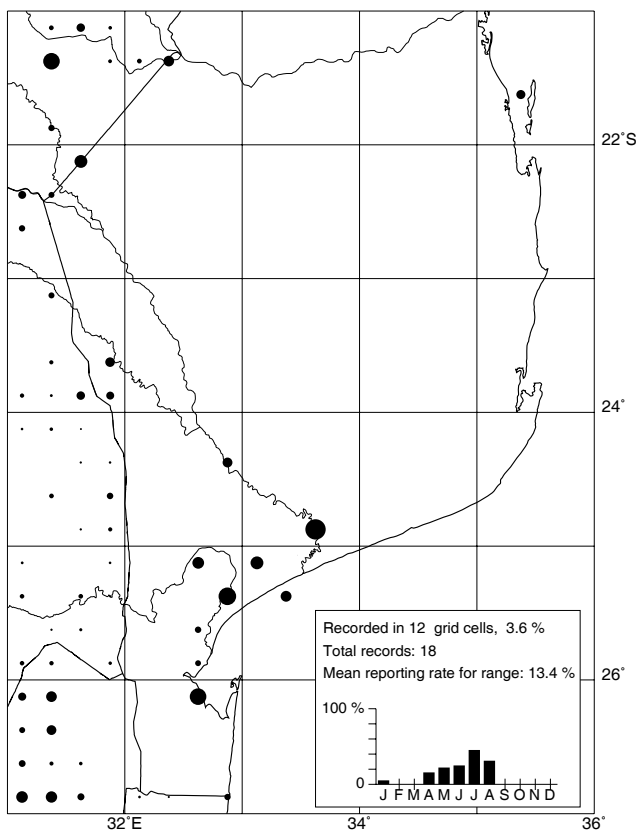 22°S
24°
26°
Recorded in 12 grid cells, 3.6 %
Total records: 18
Mean reporting rate for range: 13.4 %
100 %
0
J F M A M J J A S O N D
32°E 34° 36°